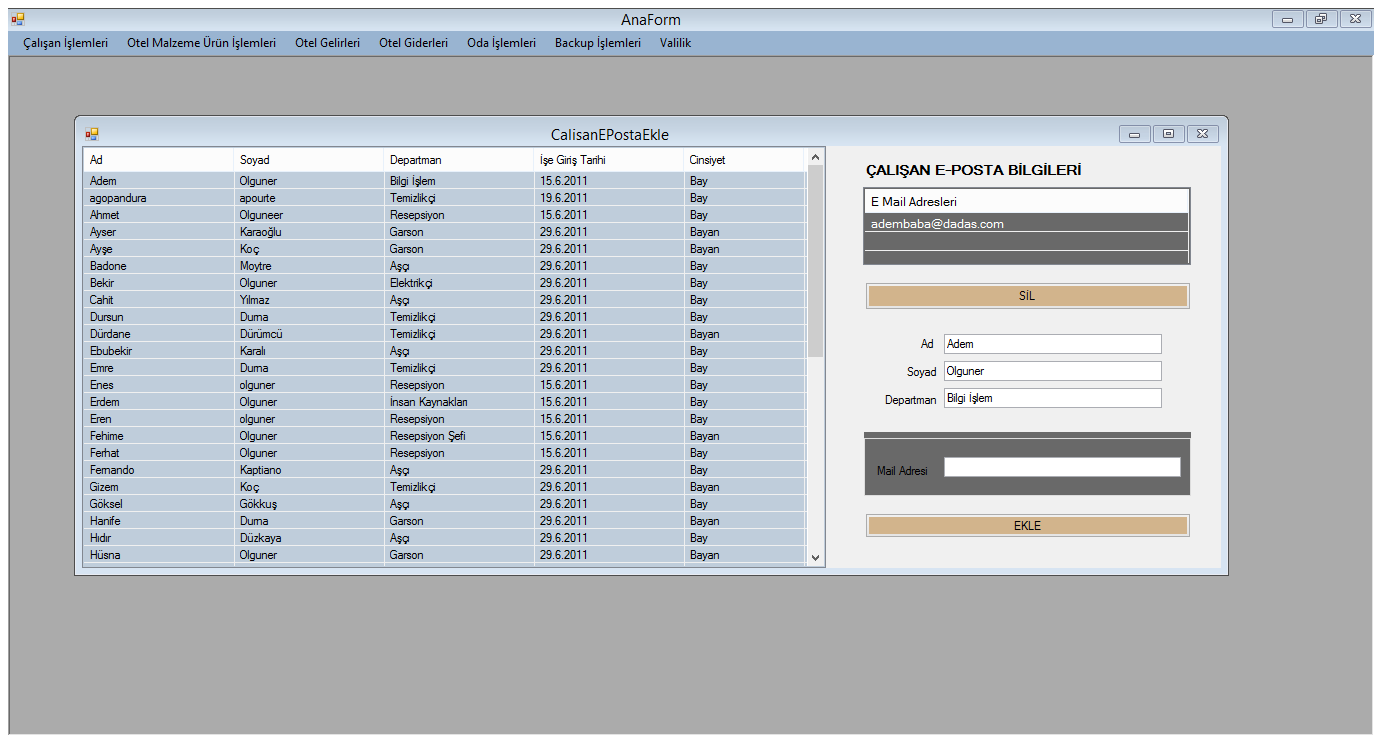 AnaForm
Çalışan İşlemleri Otel Malzeme Ürün İşlemleri Otel Gelirleri Otel Giderleri Oda İşlemleri Backup İşlemleri Valilik
CalisanEPostaEkle
Ad Soyad Departman İşe Giriş Tarihi Cinsiyet
Adem Olguner Bilgi İşlem 15.6.2011 Bay
agopandura apourte Temizlikçi 19.6.2011 Bay
Ahmet Olguneer Resepsiyon 15.6.2011 Bay
Ayser Karaoğlu Garson 29.6.2011 Bayan
Ayşe Koç Garson 29.6.2011 Bayan
Badone Moytre Aşçı 29.6.2011 Bay
Bekir Olguner Elektrikçi 29.6.2011 Bay
Cahit Yılmaz Aşçı 29.6.2011 Bay
Dursun Durna Temizlikçi 29.6.2011 Bay
Dürdane Dürümcü Temizlikçi 29.6.2011 Bayan
Ebubekir Karalı Aşçı 29.6.2011 Bay
Emre Durna Temizlikçi 29.6.2011 Bay
Enes olguner Resepsiyon 15.6.2011 Bay
Erdem Olguner İnsan Kaynakları 15.6.2011 Bay
Eren olguner Resepsiyon 15.6.2011 Bay
Fehime Olguner Resepsiyon Şefi 15.6.2011 Bayan
Ferhat Olguner Resepsiyon 15.6.2011 Bay
Fernando Kaptiano Aşçı 29.6.2011 Bay
Gizem Koç Temizlikçi 29.6.2011 Bayan
Göksel Gökkuş Aşçı 29.6.2011 Bay
Hanife Durna Garson 29.6.2011 Bayan
Hıdır Düzkaya Aşçı 29.6.2011 Bay
Hüsna Olguner Garson 29.6.2011 Bayan
ÇALIŞAN E-POSTA BİLGİLERİ
E Mail Adresleri
adembaba@dadas.com
SİL
Ad Adem
Soyad Olguner
Departman Bilgi İşlem
Mail Adresi
EKLE